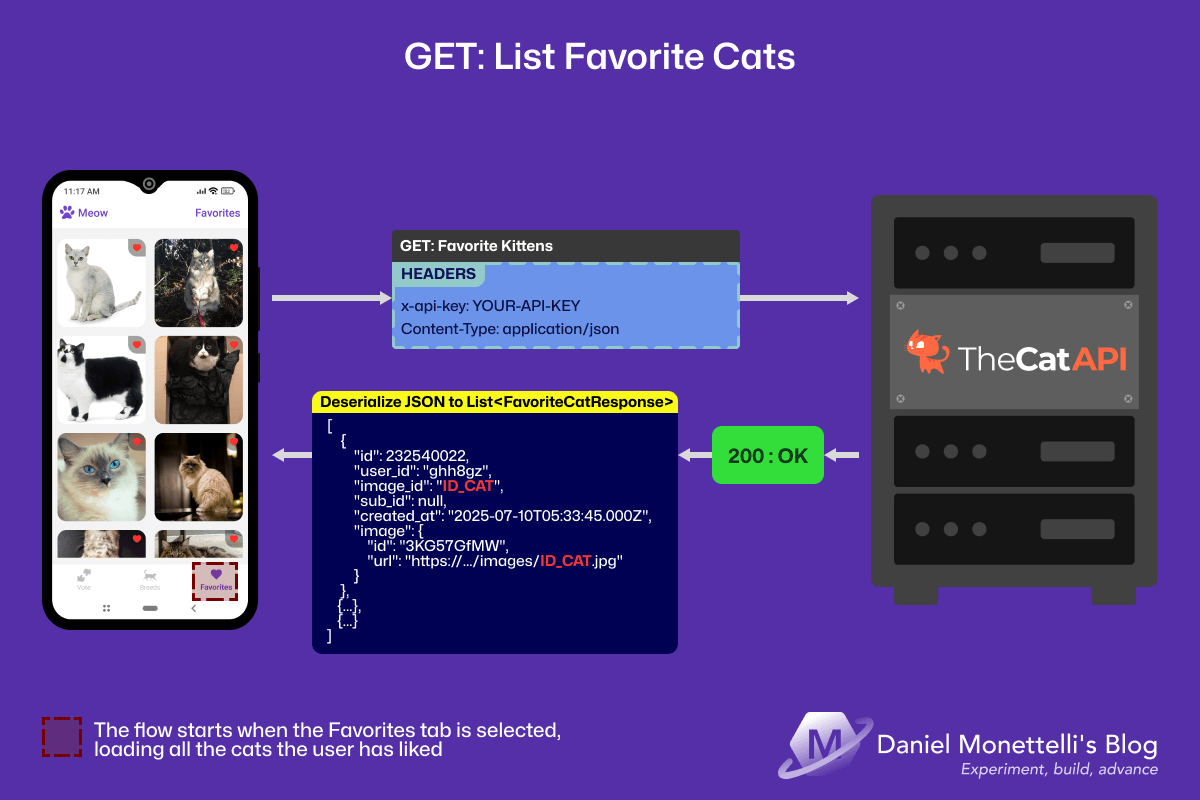 GET: List Favorite Cats
11:17 AM
Meow
Favorites
Vote
Breeds
Favorites
GET: Favorite Kittens
HEADERS
x-api-key: YOUR-API-KEY
Content-Type: application/json
TheCatAPI
Deserialize JSON to List<FavoriteCatResponse>
[
{
"id": 232540022,
"user_id": "ghh8gz",
"image_id": "ID_CAT",
"sub_id": null,
"created_at": "2025-07-10T05:33:45.000Z",
"image": {
"id": "3KG57GfMW",
"url": "https://.../images/ID_CAT.jpg"
}
},
{...},
{...}
]
200 : OK
The flow starts when the Favorites tab is selected,
loading all the cats the user has liked
M
Daniel Monettelli's Blog
Experiment, build, advance